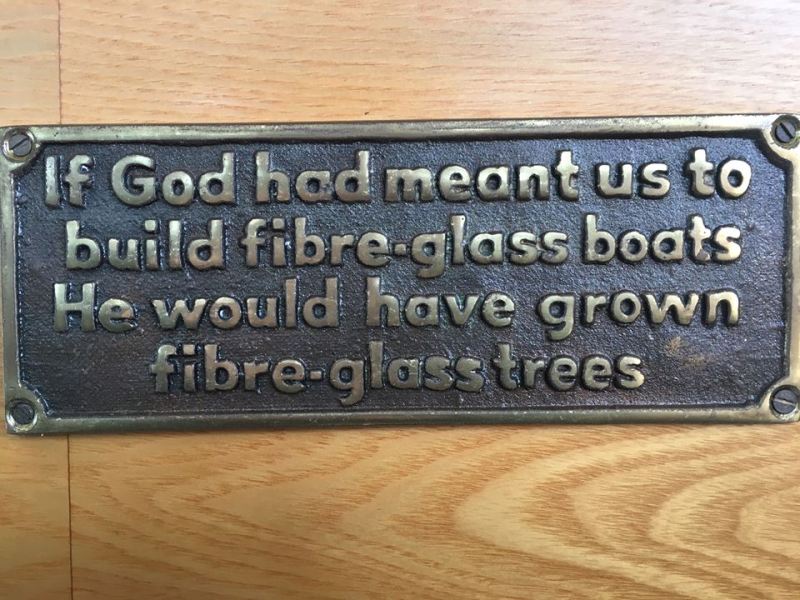 If God had meant us to
build fibre-glass boats
He would have grown
fibre-glass trees